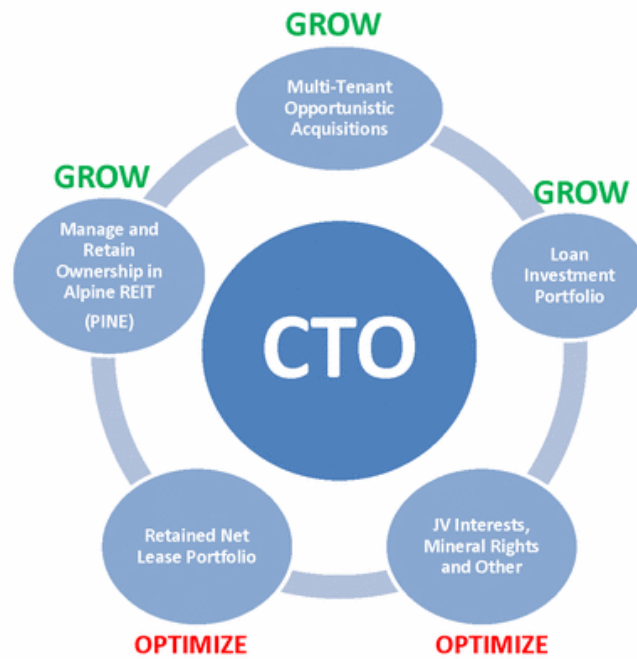 GROW
Multi-Tenant
Opportunistic
Acquisitions
GROW
Manage and
Retain
Ownership in
Alpine REIT
(PINE)
GROW
Loan
Investment
Portfolio
CTO
Retained Net
Lease Portfolio
OPTIMIZE
JV Interests,
Mineral Rights
and Other
OPTIMIZE